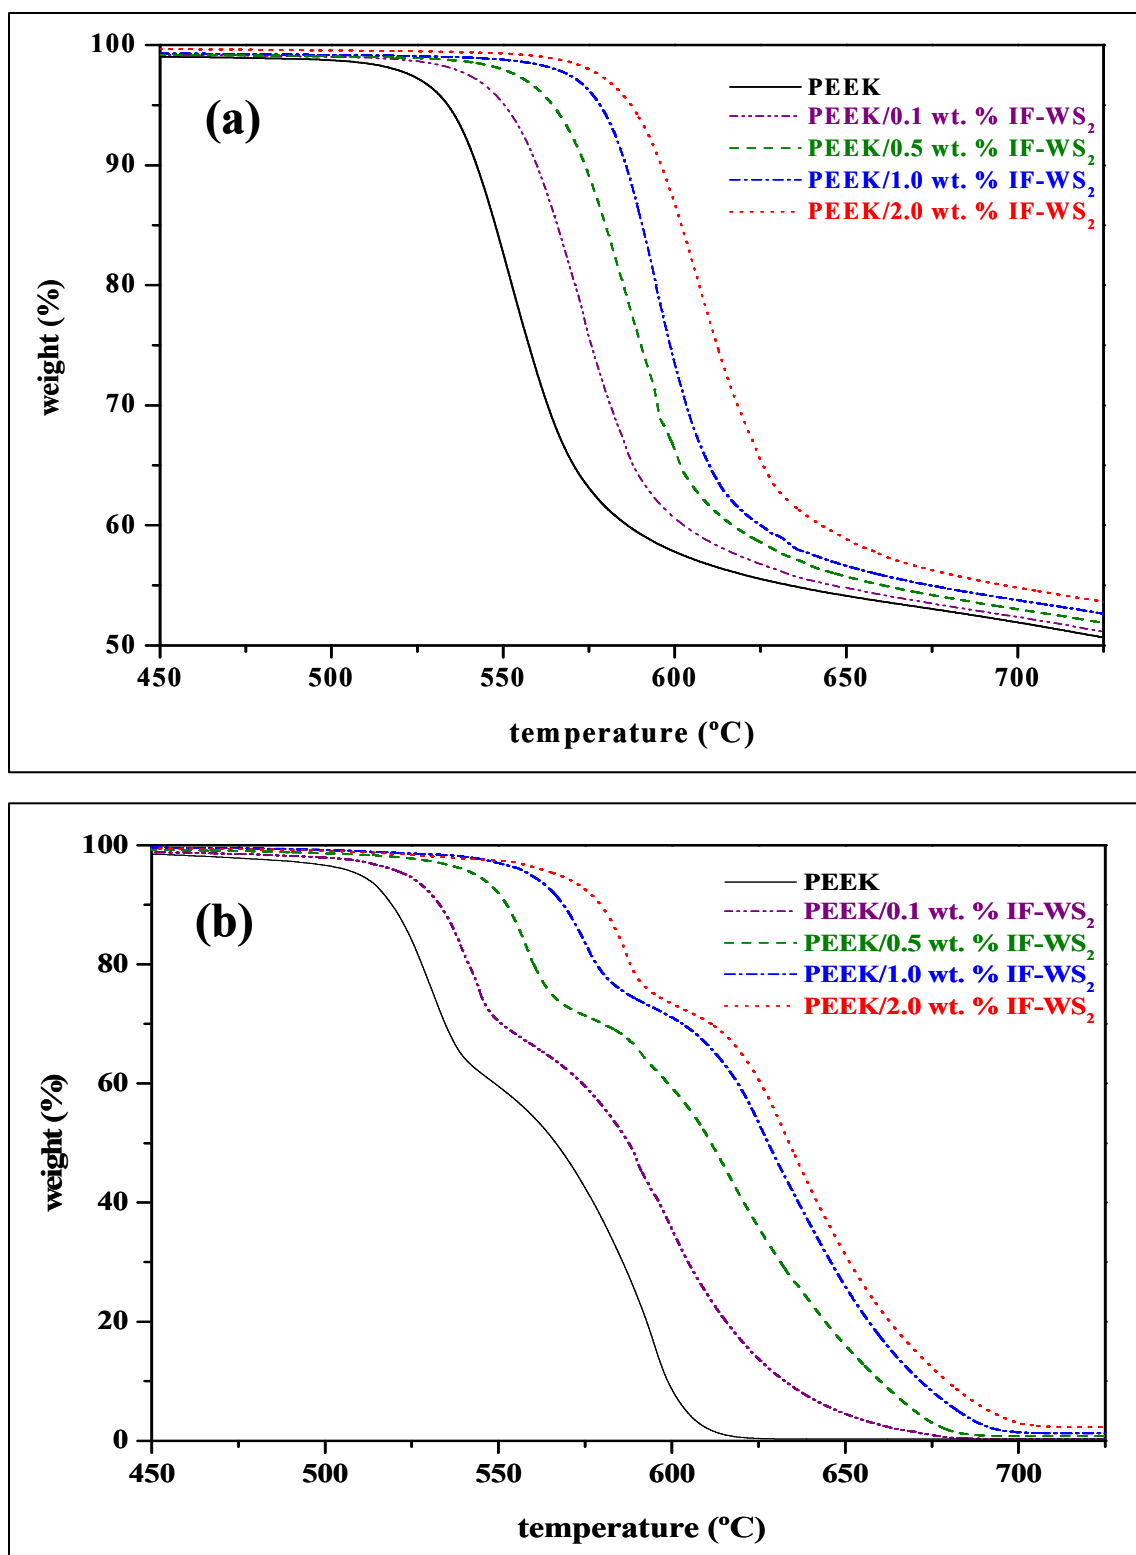 100
90
80
70
60
50
weight (%)
(a)
PEEK
PEEK/0.1 wt. % IF-WS₂
PEEK/0.5 wt. % IF-WS₂
PEEK/1.0 wt. % IF-WS₂
PEEK/2.0 wt. % IF-WS₂
450 500 550 600 650 700
temperature (ºC)
100
80
60
40
20
0
weight (%)
(b)
PEEK
PEEK/0.1 wt. % IF-WS₂
PEEK/0.5 wt. % IF-WS₂
PEEK/1.0 wt. % IF-WS₂
PEEK/2.0 wt. % IF-WS₂
450 500 550 600 650 700
temperature (ºC)